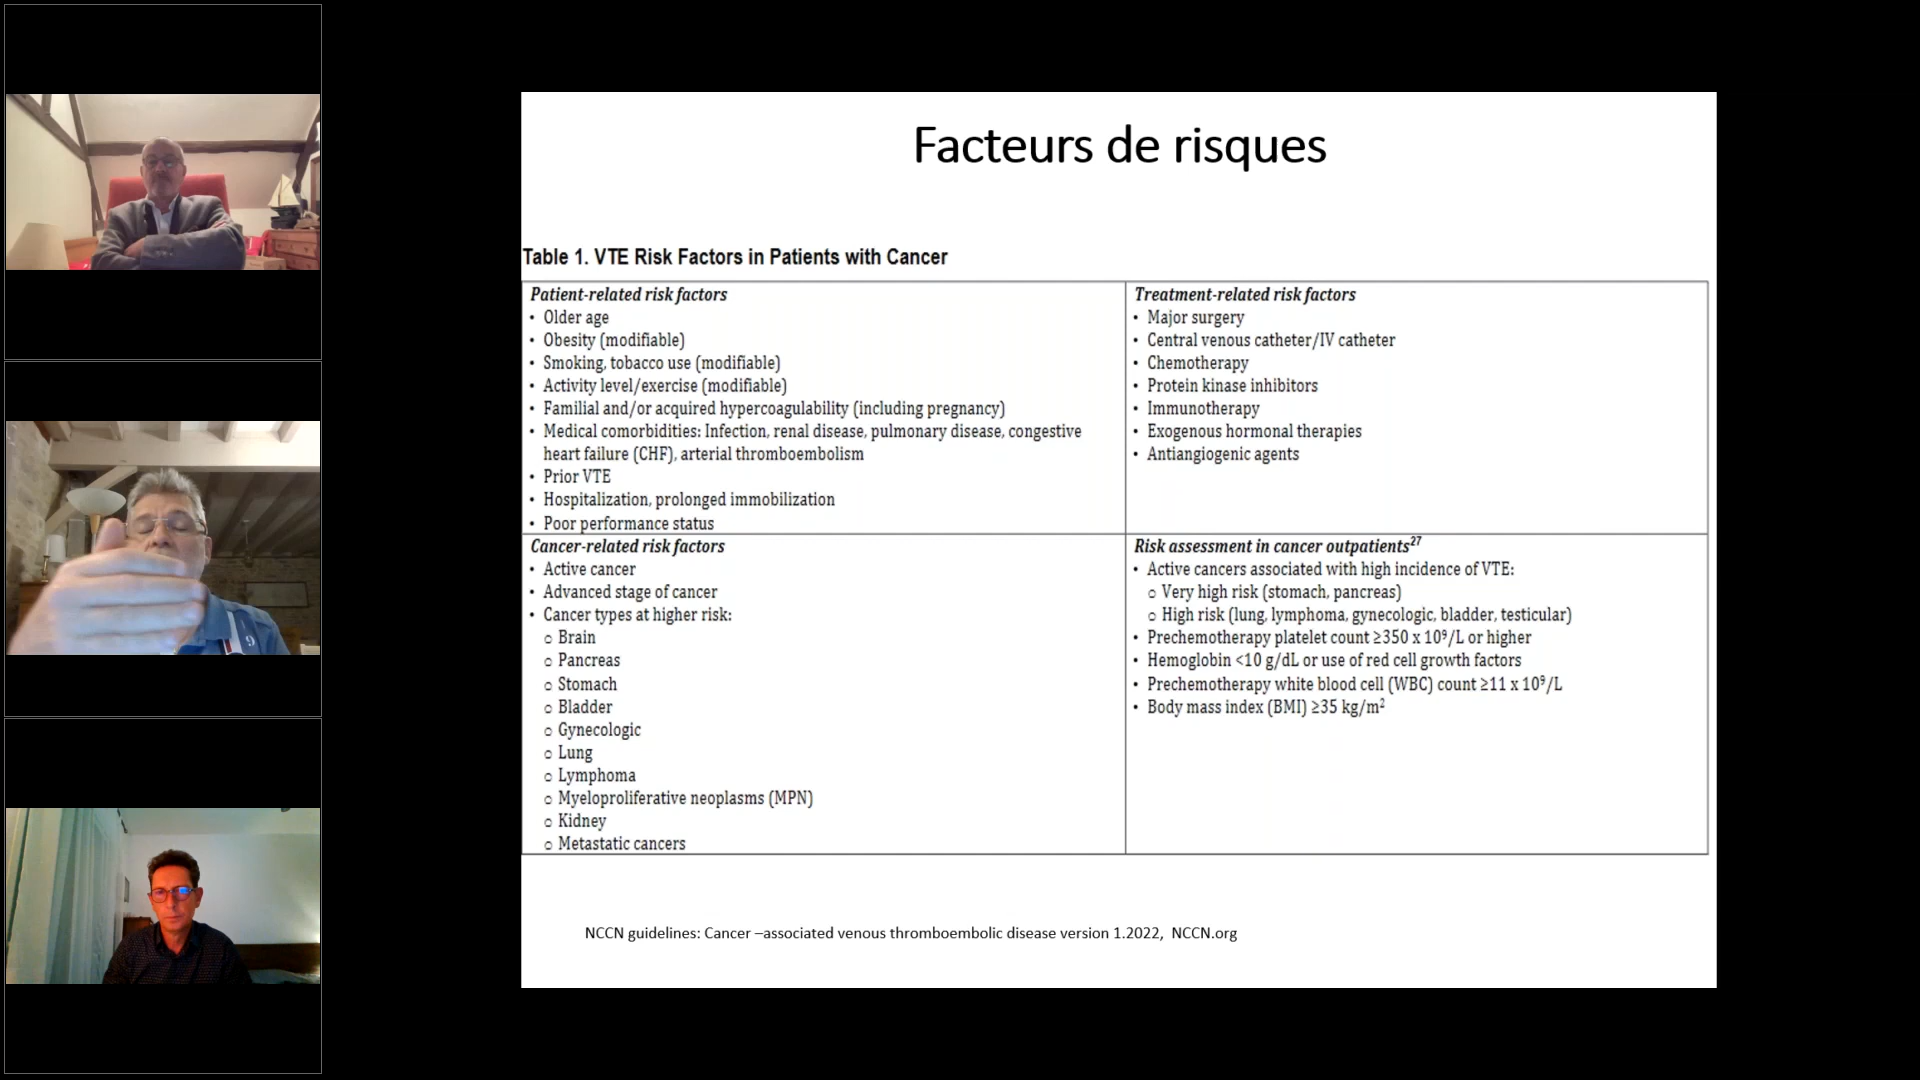 Facteurs de risques
Table 1. VTE Risk Factors in Patients with Cancer
Patient-related risk factors
• Older age
• Obesity (modifiable)
• Smoking, tobacco use (modifiable)
• Activity level/exercise (modifiable)
• Familial and/or acquired hypercoagulability (including pregnancy)
• Medical comorbidities: Infection, renal disease, pulmonary disease, congestive
heart failure (CHF), arterial thromboembolism
• Prior VTE
• Hospitalization, prolonged immobilization
• Poor performance status
Treatment-related risk factors
• Major surgery
• Central venous catheter/IV catheter
• Chemotherapy
• Protein kinase inhibitors
• Immunotherapy
• Exogenous hormonal therapies
• Antiangiogenic agents
Cancer-related risk factors
• Active cancer
• Advanced stage of cancer
• Cancer types at higher risk:
o Brain
o Pancreas
o Stomach
o Bladder
o Gynecologic
o Lung
o Lymphoma
o Myeloproliferative neoplasms (MPN)
o Kidney
o Metastatic cancers
Risk assessment in cancer outpatients²⁷
• Active cancers associated with high incidence of VTE:
o Very high risk (stomach, pancreas)
o High risk (lung, lymphoma, gynecologic, bladder, testicular)
• Prechemotherapy platelet count ≥350 x 10⁹/L or higher
• Hemoglobin <10 g/dL or use of red cell growth factors
• Prechemotherapy white blood cell (WBC) count ≥11 x 10⁹/L
• Body mass index (BMI) ≥35 kg/m²
NCCN guidelines: Cancer –associated venous thromboembolic disease version 1.2022, NCCN.org